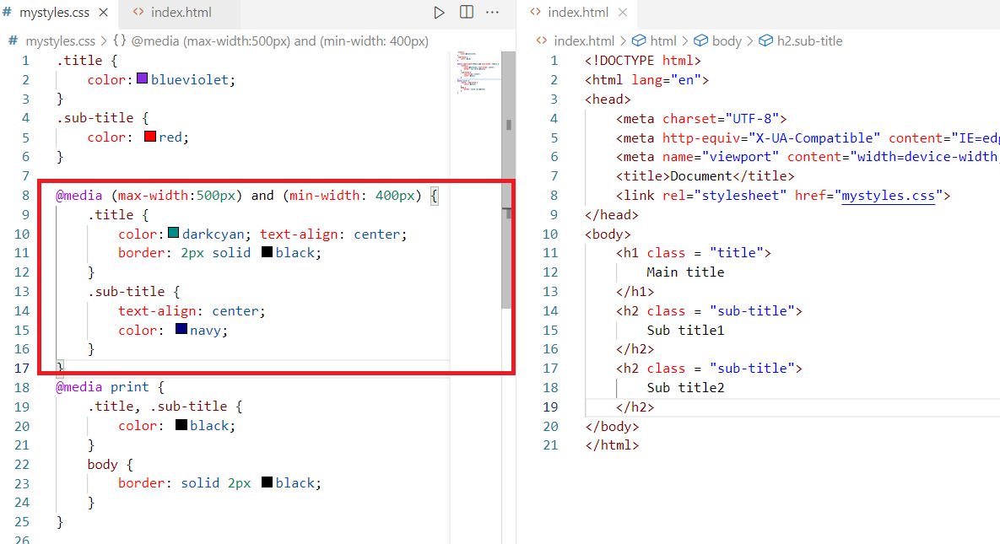 # mystyles.css ×
<> index.html
...
# mystyles.css > {} @media (max-width:500px) and (min-width: 400px)
1 .title {
2 color: blueviolet;
3 }
4 .sub-title {
5 color: red;
6 }
7
8 @media (max-width:500px) and (min-width: 400px) {
9 .title {
10 color: darkcyan; text-align: center;
11 border: 2px solid black;
12 }
13 .sub-title {
14 text-align: center;
15 color: navy;
16 }
17 }
18 @media print {
19 .title, .sub-title {
20 color: black;
21 }
22 body {
23 border: solid 2px black;
24 }
25 }
26
<> index.html ×
<> index.html > html > body > h2.sub-title
1 <!DOCTYPE html>
2 <html lang="en">
3 <head>
4 <meta charset="UTF-8">
5 <meta http-equiv="X-UA-Compatible" content="IE=edg
6 <meta name="viewport" content="width=device-width,
7 <title>Document</title>
8 <link rel="stylesheet" href="mystyles.css">
9 </head>
10 <body>
11 <h1 class = "title">
12 Main title
13 </h1>
14 <h2 class = "sub-title">
15 Sub title1
16 </h2>
17 <h2 class = "sub-title">
18 Sub title2
19 </h2>
20 </body>
21 </html>